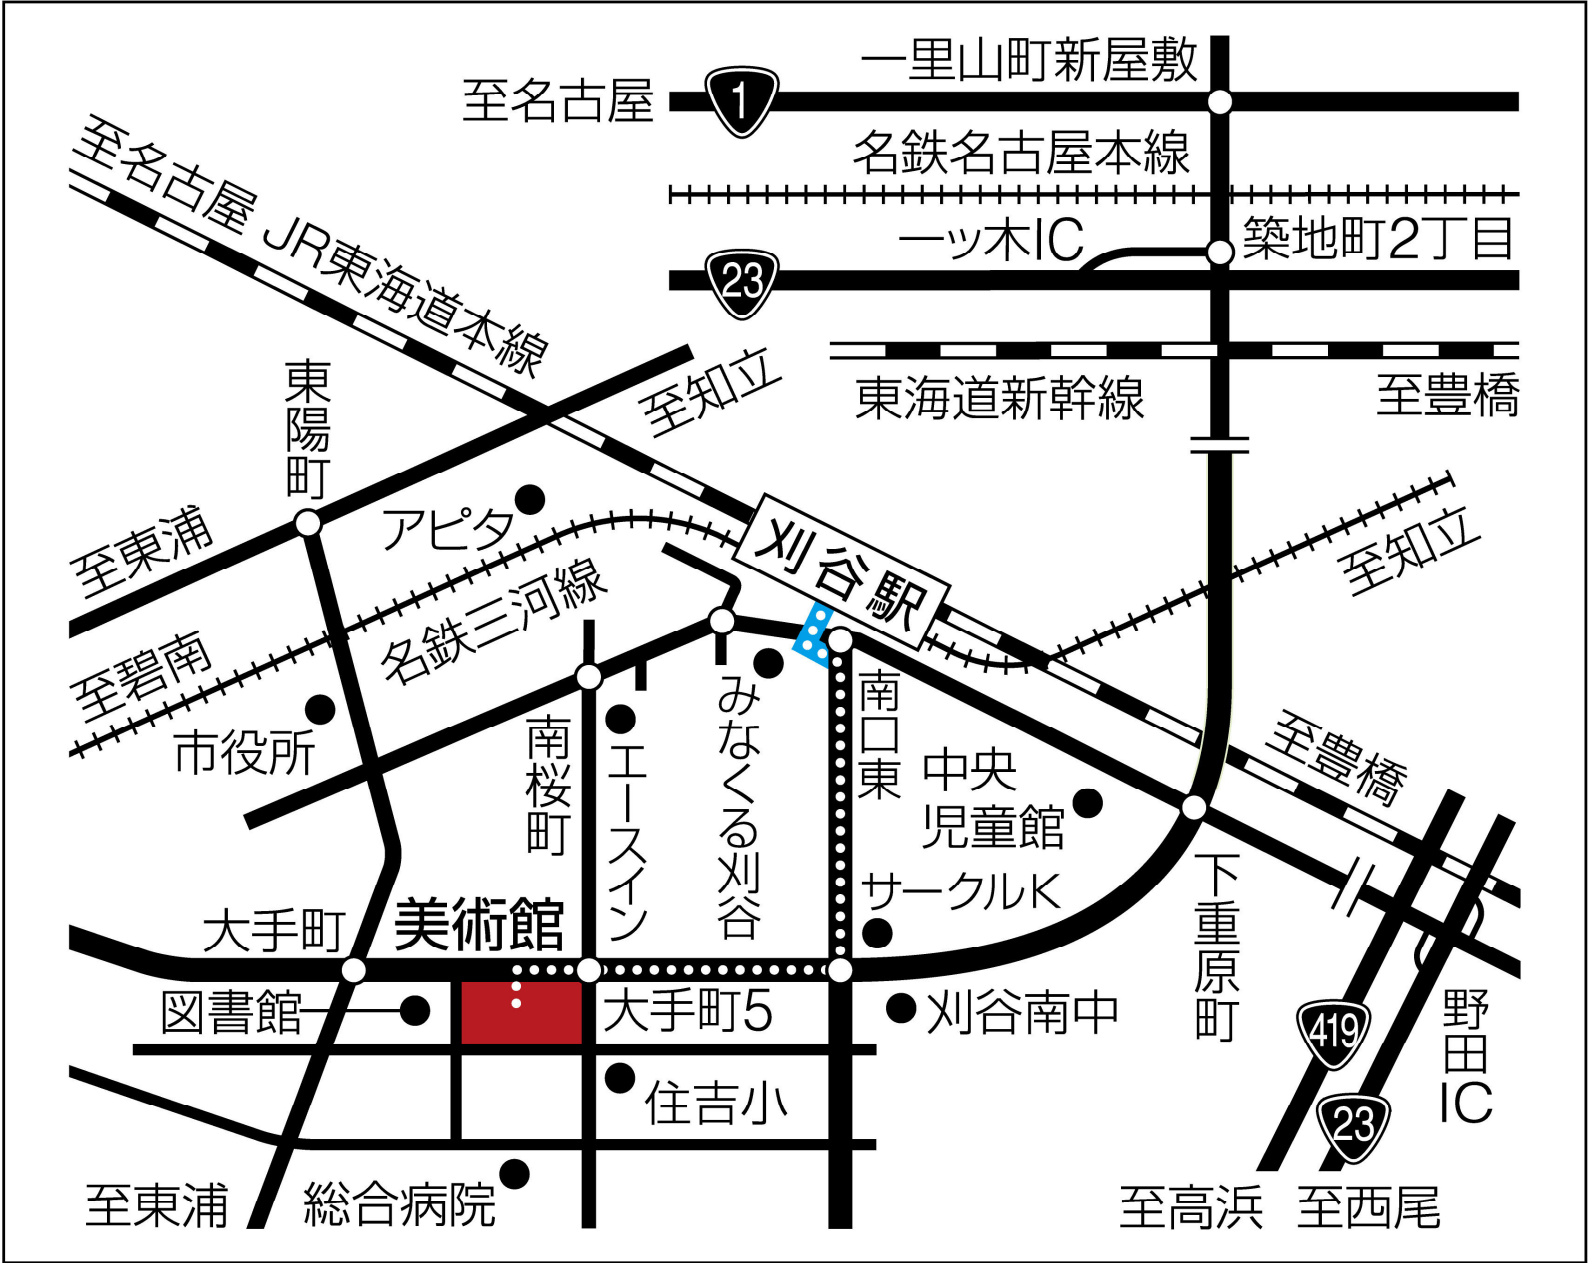 一里山町新屋敷
至名古屋
1
名鉄名古屋本線
至名古屋 JR東海道本線
一ッ木IC
築地町2丁目
23
東海道新幹線
至豊橋
至知立
東陽町
アピタ
至東浦
刈谷駅
至知立
名鉄三河線
至碧南
市役所
南桜町
エースイン
みなくる刈谷
南口東
中央
児童館
至豊橋
サークルK
大手町
美術館
下重原町
図書館
大手町5
刈谷南中
419
野田IC
住吉小
23
至東浦
総合病院
至高浜
至西尾